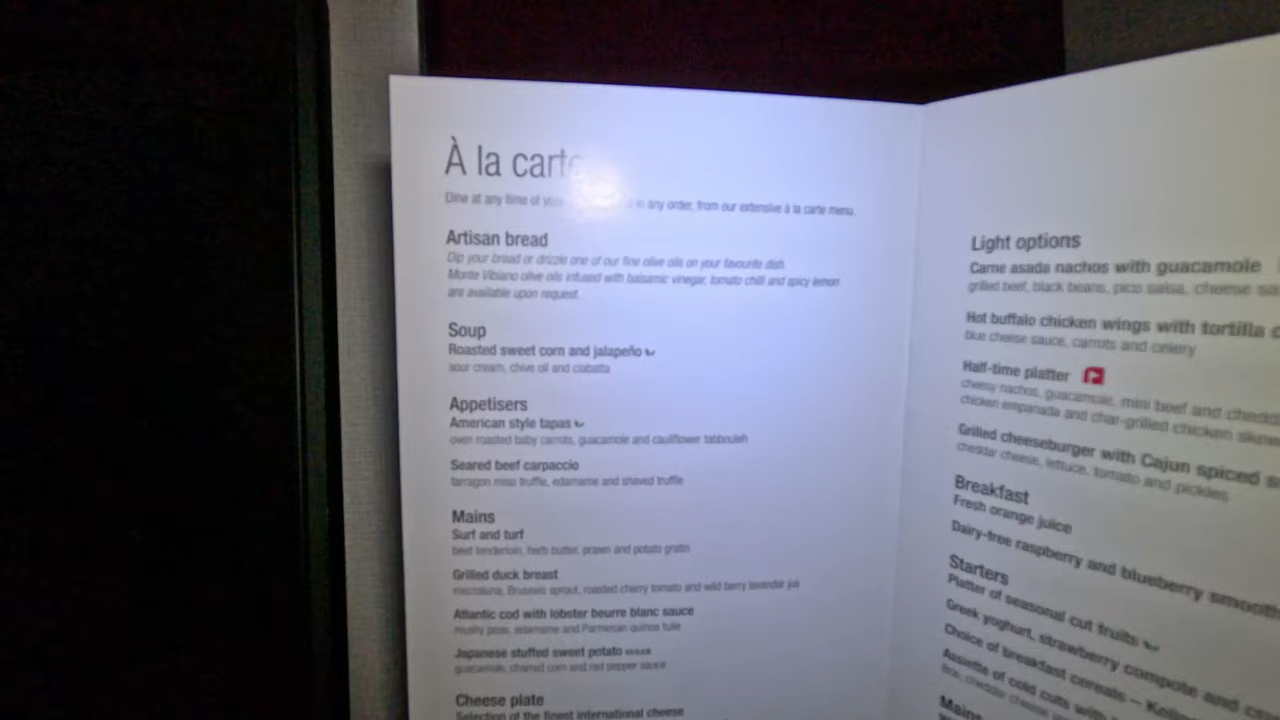 À la carte
Dine at any time of in any order, from our extensive à la carte menu.
Artisan bread
Dip your bread or drizzle one of our fine olive oils on your favourite dish.
Monte Vibiano olive oils infused with balsamic vinegar, tomato chilli and spicy lemon
are available upon request.
Soup
Roasted sweet corn and jalapeño
sour cream, chive oil and ciabatta
Appetisers
American style tapas
oven roasted baby carrots, guacamole and cauliflower tabbouleh
Seared beef carpaccio
tarragon miso truffle, edamame and shaved truffle
Mains
Surf and turf
beef tenderloin, herb butter, prawn and potato gratin
Grilled duck breast
Brussels sprout, roasted cherry tomato and wild berry lavender jus
Atlantic cod with lobster beurre blanc sauce
mushy peas, edamame and Parmesan quinoa tuile
Japanese stuffed sweet potato VEGAN
guacamole, charred corn and red pepper sauce
Cheese plate
Selection of the finest international cheese
Light options
Carne asada nachos with guacamole
grilled beef, black beans, pico salsa, cheese
Hot buffalo chicken wings with tortilla
blue cheese sauce, carrots and celery
Half-time platter
cheesy nachos, guacamole, mini beef and
chicken empanada and char-grilled chicken
Grilled cheeseburger with Cajun spiced
cheddar cheese, lettuce, tomato and pickles
Breakfast
Fresh orange juice
Dairy-free raspberry and blueberry
Starters
Platter of seasonal cut fruits
Greek yoghurt, strawberry compote and
Choice of breakfast cereals –
Assiette of cold cuts with
Brie, cheddar cheese
Mains